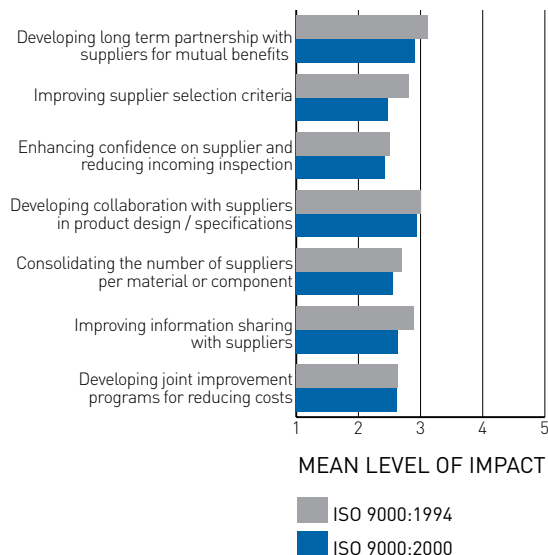 Developing long term partnership with
suppliers for mutual benefits
Improving supplier selection criteria
Enhancing confidence on supplier and
reducing incoming inspection
Developing collaboration with suppliers
in product design / specifications
Consolidating the number of suppliers
per material or component
Improving information sharing
with suppliers
Developing joint improvement
programs for reducing costs
1 2 3 4 5
MEAN LEVEL OF IMPACT
ISO 9000:1994
ISO 9000:2000